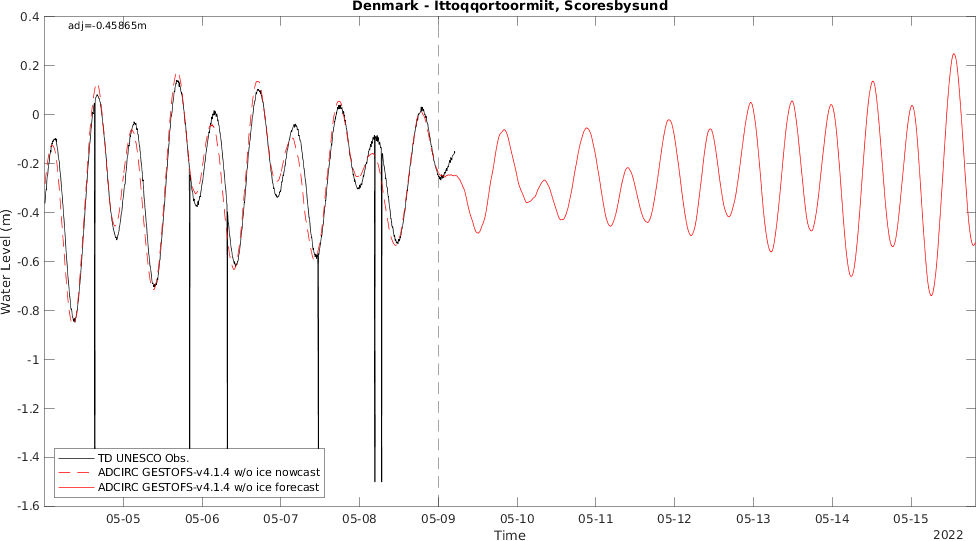 Denmark - Ittoqqortoormiit, Scoresbysund
adj=-0.45865m
0.4
0.2
0
-0.2
-0.4
-0.6
-0.8
-1
-1.2
-1.4
-1.6
Water Level (m)
TD UNESCO Obs.
ADCIRC GESTOFS-v4.1.4 w/o ice nowcast
ADCIRC GESTOFS-v4.1.4 w/o ice forecast
05-05 05-06 05-07 05-08 05-09 05-10 05-11 05-12 05-13 05-14 05-15
Time
2022